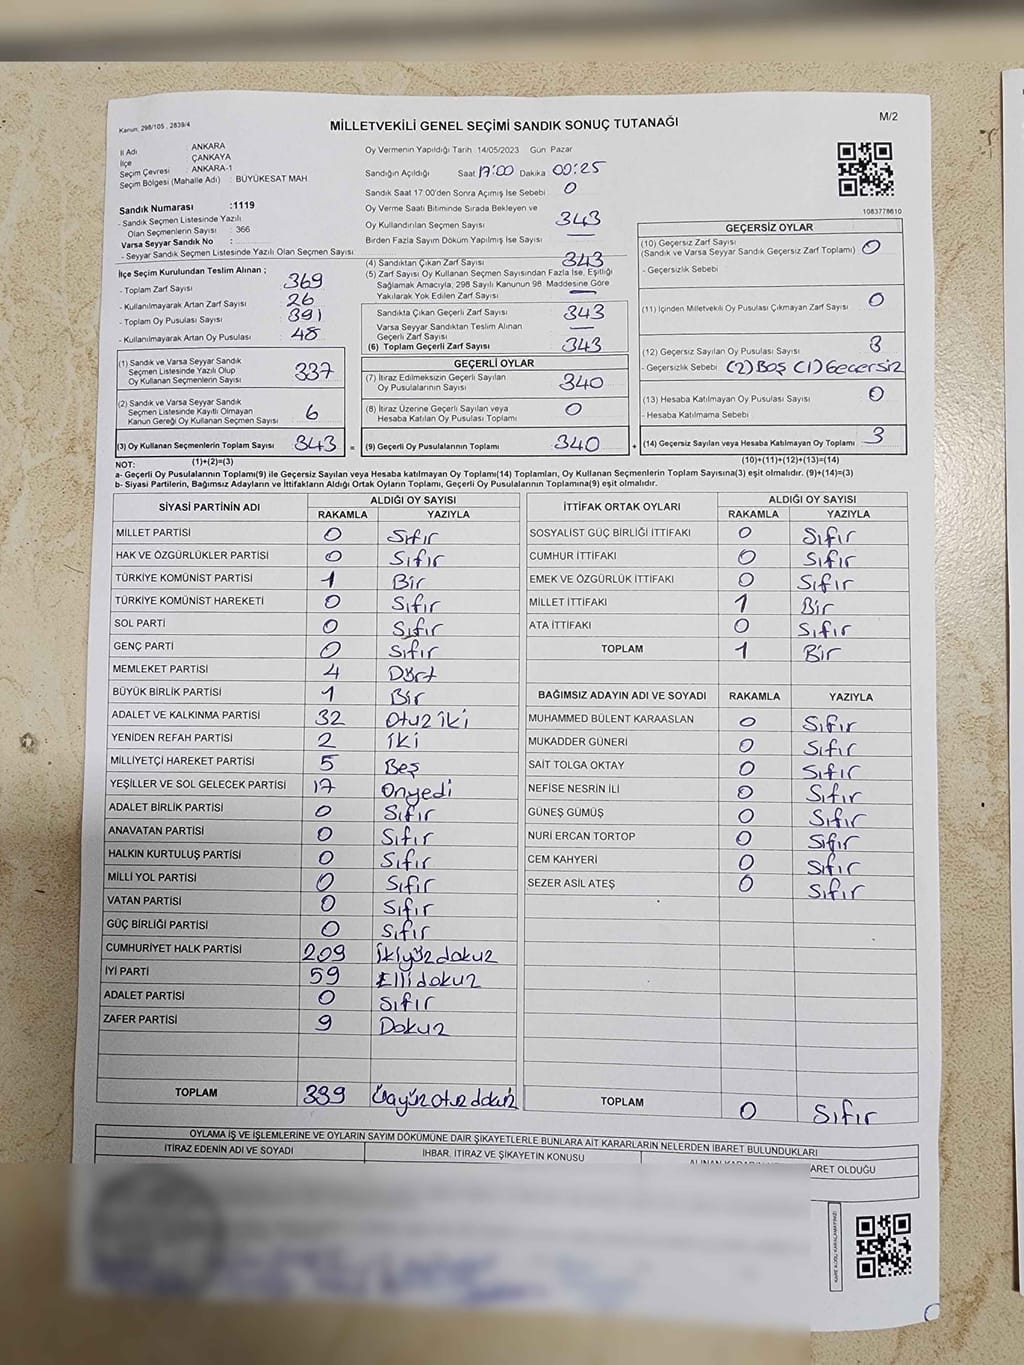 Kanun. 298/105 , 2839/4
MİLLETVEKİLİ GENEL SEÇİMİ SANDIK SONUÇ TUTANAĞI
M/2
İl Adı : ANKARA
İlçe : ÇANKAYA
Seçim Çevresi : ANKARA-1
Seçim Bölgesi (Mahalle Adı) : BÜYÜKESAT MAH.
Sandık Numarası :1119
- Sandık Seçmen Listesinde Yazılı
Olan Seçmenlerin Sayısı : 366
Varsa Seyyar Sandık No :
- Seyyar Sandık Seçmen Listesinde Yazılı Olan Seçmen Sayısı :
İlçe Seçim Kurulundan Teslim Alınan ;
- Toplam Zarf Sayısı 369
- Kullanılmayarak Artan Zarf Sayısı 26
- Toplam Oy Pusulası Sayısı 391
- Kullanılmayarak Artan Oy Pusulası 48
(1) Sandık ve Varsa Seyyar Sandık
Seçmen Listesinde Yazılı Olup
Oy Kullanan Seçmenlerin Sayısı 337
(2) Sandık ve Varsa Seyyar Sandık
Seçmen Listesinde Kayıtlı Olmayan
Kanun Gereği Oy Kullanan Seçmen Sayısı 6
(3) Oy Kullanan Seçmenlerin Toplam Sayısı 343 =
(1)+(2)=(3)
Oy Vermenin Yapıldığı Tarih 14/05/2023 Gün Pazar
Sandığın Açıldığı Saat 17:00 Dakika 00:25
Sandık Saat 17:00'den Sonra Açımış İse Sebebi 0
Oy Verme Saati Bitiminde Sırada Bekleyen ve
Oy Kullandırılan Seçmen Sayısı 343
Birden Fazla Sayım Döküm Yapılmış İse Sayısı —
(4) Sandıktan Çıkan Zarf Sayısı 343
(5) Zarf Sayısı Oy Kullanan Seçmen Sayısından Fazla İse, Eşitliği
Sağlamak Amacıyla, 298 Sayılı Kanunun 98. Maddesine Göre
Yakılarak Yok Edilen Zarf Sayısı —
Sandıkta Çıkan Geçerli Zarf Sayısı 343
Varsa Seyyar Sandıktan Teslim Alınan
Geçerli Zarf Sayısı —
(6) Toplam Geçerli Zarf Sayısı 343
GEÇERLİ OYLAR
(7) İtiraz Edilmeksizin Geçerli Sayılan
Oy Pusulalarının Sayısı 340
(8) İtiraz Üzerine Geçerli Sayılan veya
Hesaba Katılan Oy Pusulası Toplamı 0
(9) Geçerli Oy Pusulalarının Toplamı 340 +
1083778610
GEÇERSİZ OYLAR
(10) Geçersiz Zarf Sayısı
(Sandık ve Varsa Seyyar Sandık Geçersiz Zarf Toplamı) 0
- Geçersizlik Sebebi
(11) İçinden Milletvekili Oy Pusulası Çıkmayan Zarf Sayısı 0
(12) Geçersiz Sayılan Oy Pusulası Sayısı 3
- Geçersizlik Sebebi (2) Boş (1) Geçersiz
(13) Hesaba Katılmayan Oy Pusulası Sayısı 0
- Hesaba Katılmama Sebebi
(14) Geçersiz Sayılan veya Hesaba Katılmayan Oy Toplamı 3
(10)+(11)+(12)+(13)=(14)
NOT:
a- Geçerli Oy Pusulalarının Toplamı(9) ile Geçersiz Sayılan veya Hesaba katılmayan Oy Toplamı(14) Toplamları, Oy Kullanan Seçmenlerin Toplam Sayısına(3) eşit olmalıdır. (9)+(14)=(3)
b- Siyasi Partilerin, Bağımsız Adayların ve İttifakların Aldığı Ortak Oyların Toplamı, Geçerli Oy Pusulalarının Toplamına(9) eşit olmalıdır.
SİYASİ PARTİNİN ADI ALDIĞI OY SAYISI
RAKAMLA YAZIYLA
MİLLET PARTİSİ 0 Sıfır
HAK VE ÖZGÜRLÜKLER PARTİSİ 0 Sıfır
TÜRKİYE KOMÜNİST PARTİSİ 1 Bir
TÜRKİYE KOMÜNİST HAREKETİ 0 Sıfır
SOL PARTİ 0 Sıfır
GENÇ PARTİ 0 Sıfır
MEMLEKET PARTİSİ 4 Dört
BÜYÜK BİRLİK PARTİSİ 1 Bir
ADALET VE KALKINMA PARTİSİ 32 Otuz iki
YENİDEN REFAH PARTİSİ 2 iki
MİLLİYETÇİ HAREKET PARTİSİ 5 Beş
YEŞİLLER VE SOL GELECEK PARTİSİ 17 Onyedi
ADALET BİRLİK PARTİSİ 0 Sıfır
ANAVATAN PARTİSİ 0 Sıfır
HALKIN KURTULUŞ PARTİSİ 0 Sıfır
MİLLİ YOL PARTİSİ 0 Sıfır
VATAN PARTİSİ 0 Sıfır
GÜÇ BİRLİĞİ PARTİSİ 0 Sıfır
CUMHURİYET HALK PARTİSİ 209 İkiyüzdokuz
İYİ PARTİ 59 Ellidokuz
ADALET PARTİSİ 0 Sıfır
ZAFER PARTİSİ 9 Dokuz
TOPLAM 339
İTTİFAK ORTAK OYLARI ALDIĞI OY SAYISI
RAKAMLA YAZIYLA
SOSYALİST GÜÇ BİRLİĞİ İTTİFAKI 0 Sıfır
CUMHUR İTTİFAKI 0 Sıfır
EMEK VE ÖZGÜRLÜK İTTİFAKI 0 Sıfır
MİLLET İTTİFAKI 1 Bir
ATA İTTİFAKI 0 Sıfır
TOPLAM 1 Bir
BAĞIMSIZ ADAYIN ADI VE SOYADI RAKAMLA YAZIYLA
MUHAMMED BÜLENT KARAASLAN 0 Sıfır
MUKADDER GÜNERİ 0 Sıfır
SAİT TOLGA OKTAY 0 Sıfır
NEFİSE NESRİN İLİ 0 Sıfır
GÜNEŞ GÜMÜŞ 0 Sıfır
NURİ ERCAN TORTOP 0 Sıfır
CEM KAHYERİ 0 Sıfır
SEZER ASİL ATEŞ 0 Sıfır
TOPLAM 0 Sıfır
OYLAMA İŞ VE İŞLEMLERİNE VE OYLARIN SAYIM DÖKÜMÜNE DAİR ŞİKAYETLERLE BUNLARA AİT KARARLARIN NELERDEN İBARET BULUNDUKLARI
İTİRAZ EDENİN ADI VE SOYADI İHBAR, İTİRAZ VE ŞİKAYETİN KONUSU OLDUĞU